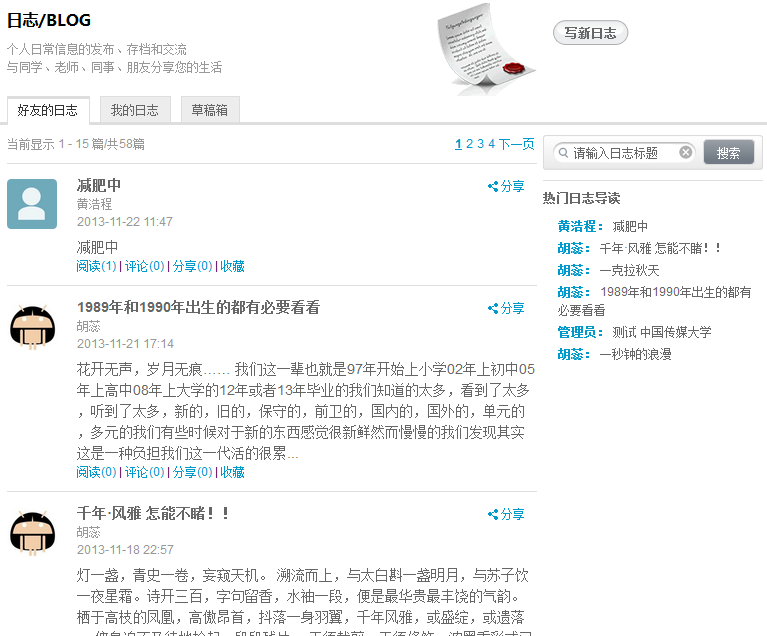 日志/BLOG
个人日常信息的发布、存档和交流
与同学、老师、同事、朋友分享您的生活
写新日志
好友的日志
我的日志
草稿箱
当前显示 1 - 15 篇/共58篇
1 2 3 4 下一页
减肥中
分享
黄浩程
2013-11-22 11:47
减肥中
阅读(1) | 评论(0) | 分享(0) | 收藏
1989年和1990年出生的都有必要看看
分享
胡蕊
2013-11-21 17:14
花开无声，岁月无痕…… 我们这一辈也就是97年开始上小学02年上初中05
年上高中08年上大学的12年或者13年毕业的我们知道的太多，看到了太多
，听到了太多，新的，旧的，保守的，前卫的，国内的，国外的，单元的
，多元的我们有些时候对于新的东西感觉很新鲜然而慢慢的我们发现其实
这是一种负担我们这一代活的很累...
阅读(0) | 评论(0) | 分享(0) | 收藏
千年·风雅 怎能不睹！！
分享
胡蕊
2013-11-18 22:57
灯一盏，青史一卷，妄窥天机。 溯流而上，与太白斟一盏明月，与苏子饮
一夜星霜。诗开三百，字句留香，水袖一段，便是最华贵最丰饶的气韵。
栖于高枝的凤凰，高傲昂首，抖落一身羽翼，千年风雅，或盛绽，或遗落
请输入日志标题
搜索
热门日志导读
黄浩程： 减肥中
胡蕊： 千年·风雅 怎能不睹！！
胡蕊： 一克拉秋天
胡蕊： 1989年和1990年出生的都有
必要看看
管理员： 测试 中国传媒大学
胡蕊： 一秒钟的浪漫